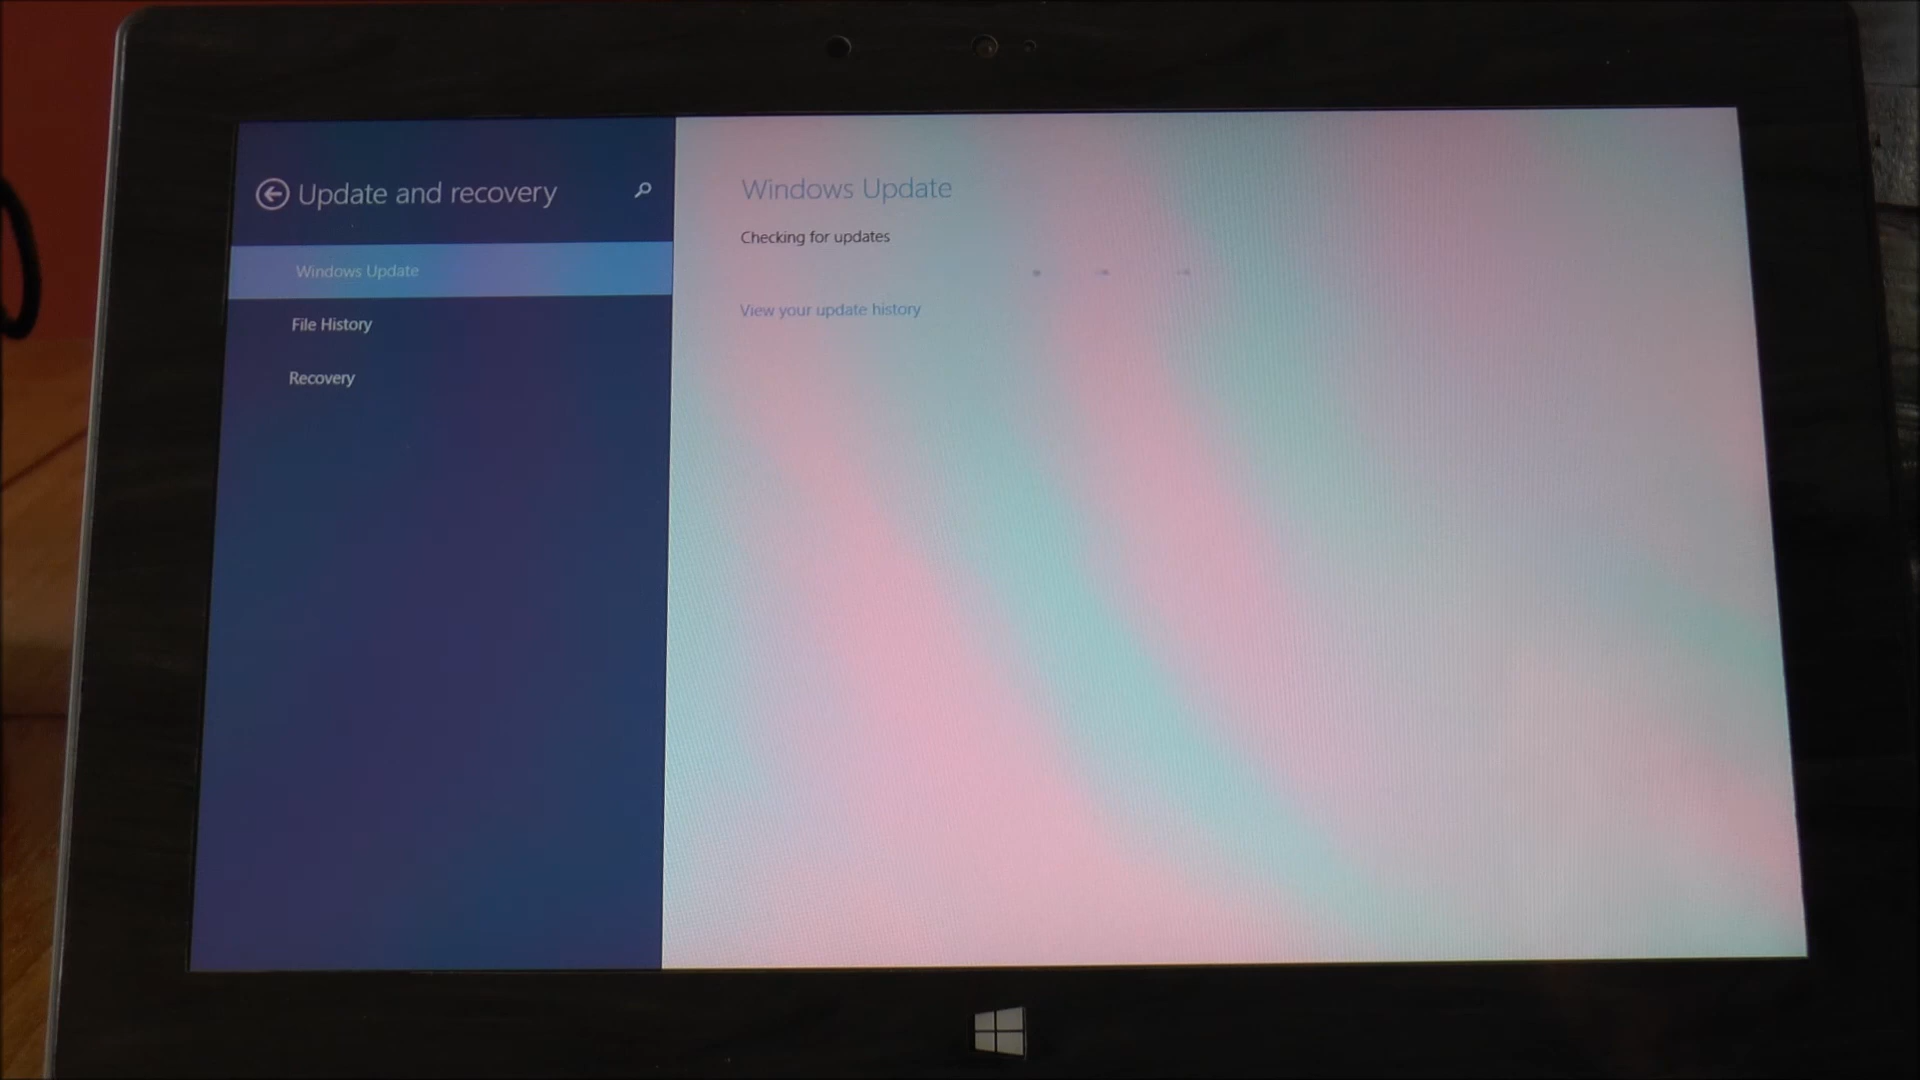 Update and recovery
Windows Update
File History
Recovery
Windows Update
Checking for updates
View your update history